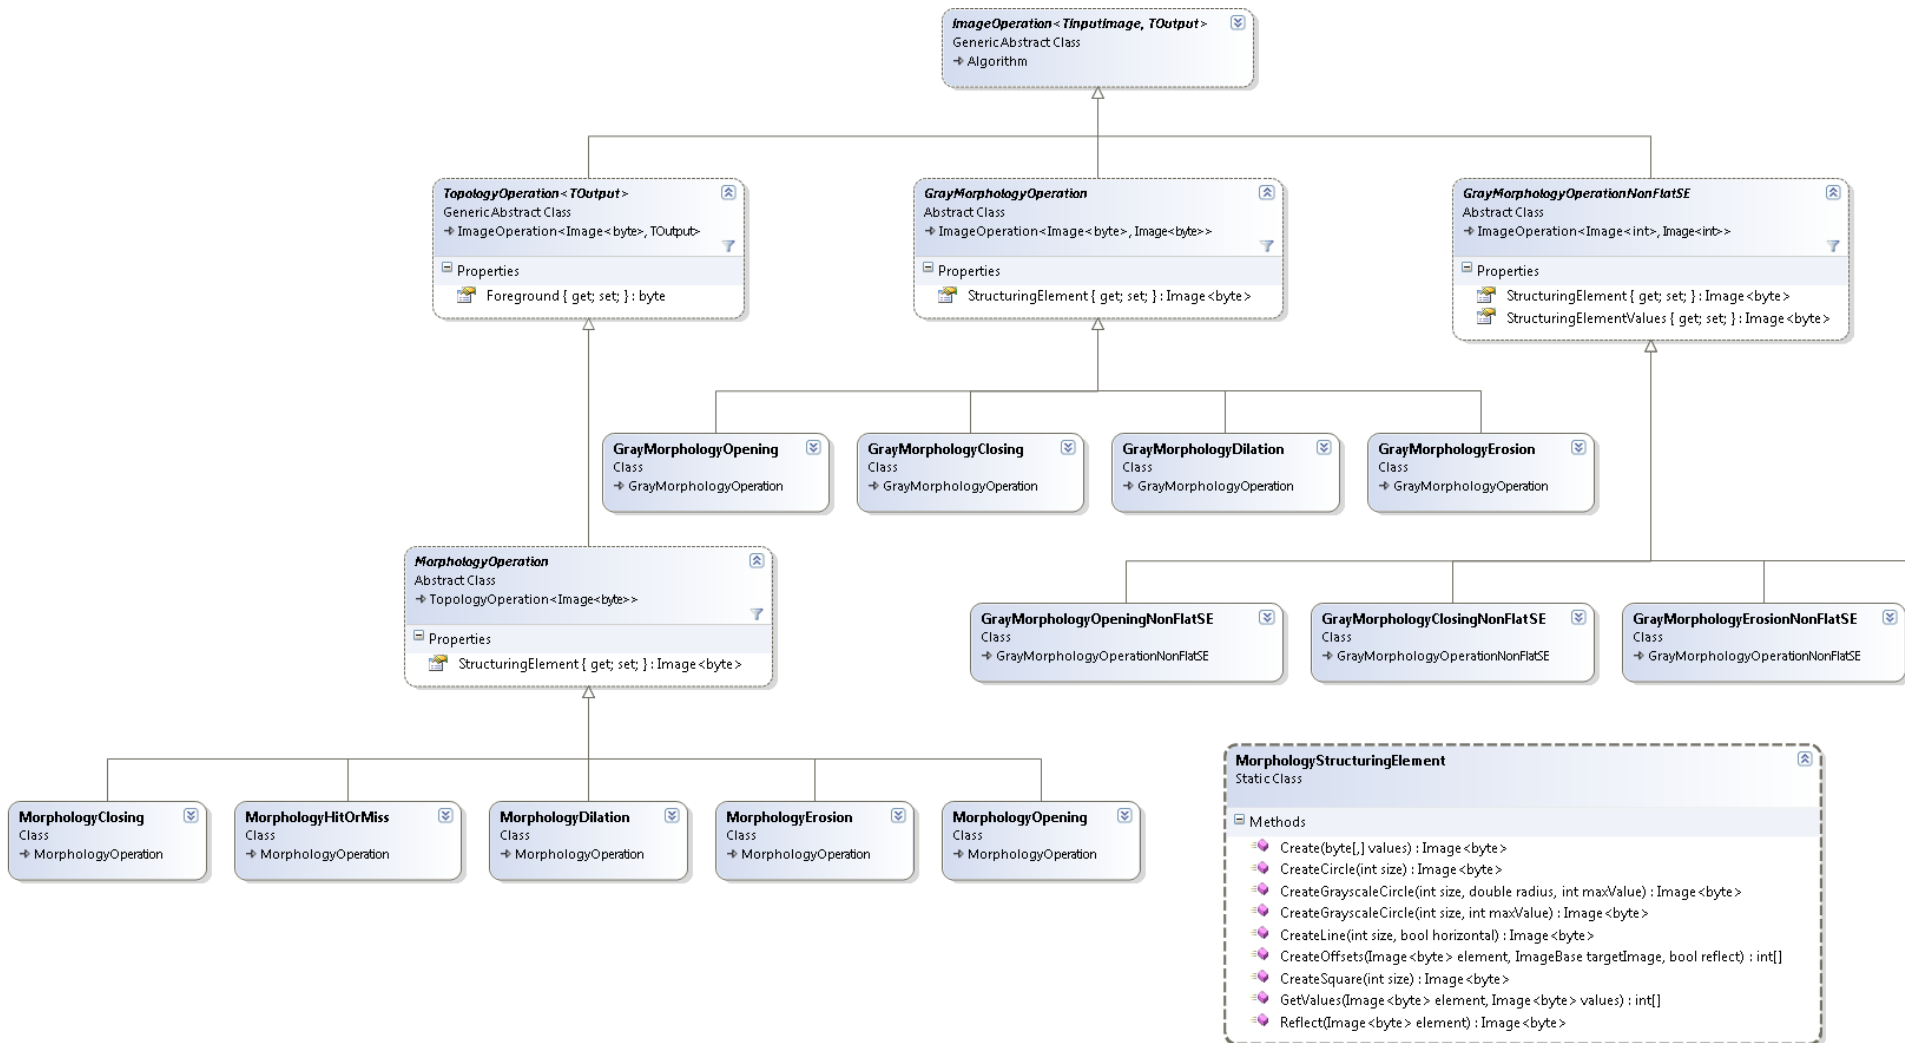 ImageOperation<TInputImage, TOutput>
Generic Abstract Class
Algorithm
TopologyOperation<TOutput>
Generic Abstract Class
ImageOperation<Image<byte>, TOutput>
Properties
Foreground { get; set; } : byte
GrayMorphologyOperation
Abstract Class
ImageOperation<Image<byte>, Image<byte>>
Properties
StructuringElement { get; set; } : Image<byte>
GrayMorphologyOperationNonFlatSE
Abstract Class
ImageOperation<Image<int>, Image<int>>
Properties
StructuringElement { get; set; } : Image<byte>
StructuringElementValues { get; set; } : Image<byte>
GrayMorphologyOpening
Class
GrayMorphologyOperation
GrayMorphologyClosing
Class
GrayMorphologyOperation
GrayMorphologyDilation
Class
GrayMorphologyOperation
GrayMorphologyErosion
Class
GrayMorphologyOperation
MorphologyOperation
Abstract Class
TopologyOperation<Image<byte>>
Properties
StructuringElement { get; set; } : Image<byte>
GrayMorphologyOpeningNonFlatSE
Class
GrayMorphologyOperationNonFlatSE
GrayMorphologyClosingNonFlatSE
Class
GrayMorphologyOperationNonFlatSE
GrayMorphologyErosionNonFlatSE
Class
GrayMorphologyOperationNonFlatSE
MorphologyClosing
Class
MorphologyOperation
MorphologyHitOrMiss
Class
MorphologyOperation
MorphologyDilation
Class
MorphologyOperation
MorphologyErosion
Class
MorphologyOperation
MorphologyOpening
Class
MorphologyOperation
MorphologyStructuringElement
Static Class
Methods
Create(byte[,] values) : Image<byte>
CreateCircle(int size) : Image<byte>
CreateGrayscaleCircle(int size, double radius, int maxValue) : Image<byte>
CreateGrayscaleCircle(int size, int maxValue) : Image<byte>
CreateLine(int size, bool horizontal) : Image<byte>
CreateOffsets(Image<byte> element, ImageBase targetImage, bool reflect) : int[]
CreateSquare(int size) : Image<byte>
GetValues(Image<byte> element, Image<byte> values) : int[]
Reflect(Image<byte> element) : Image<byte>